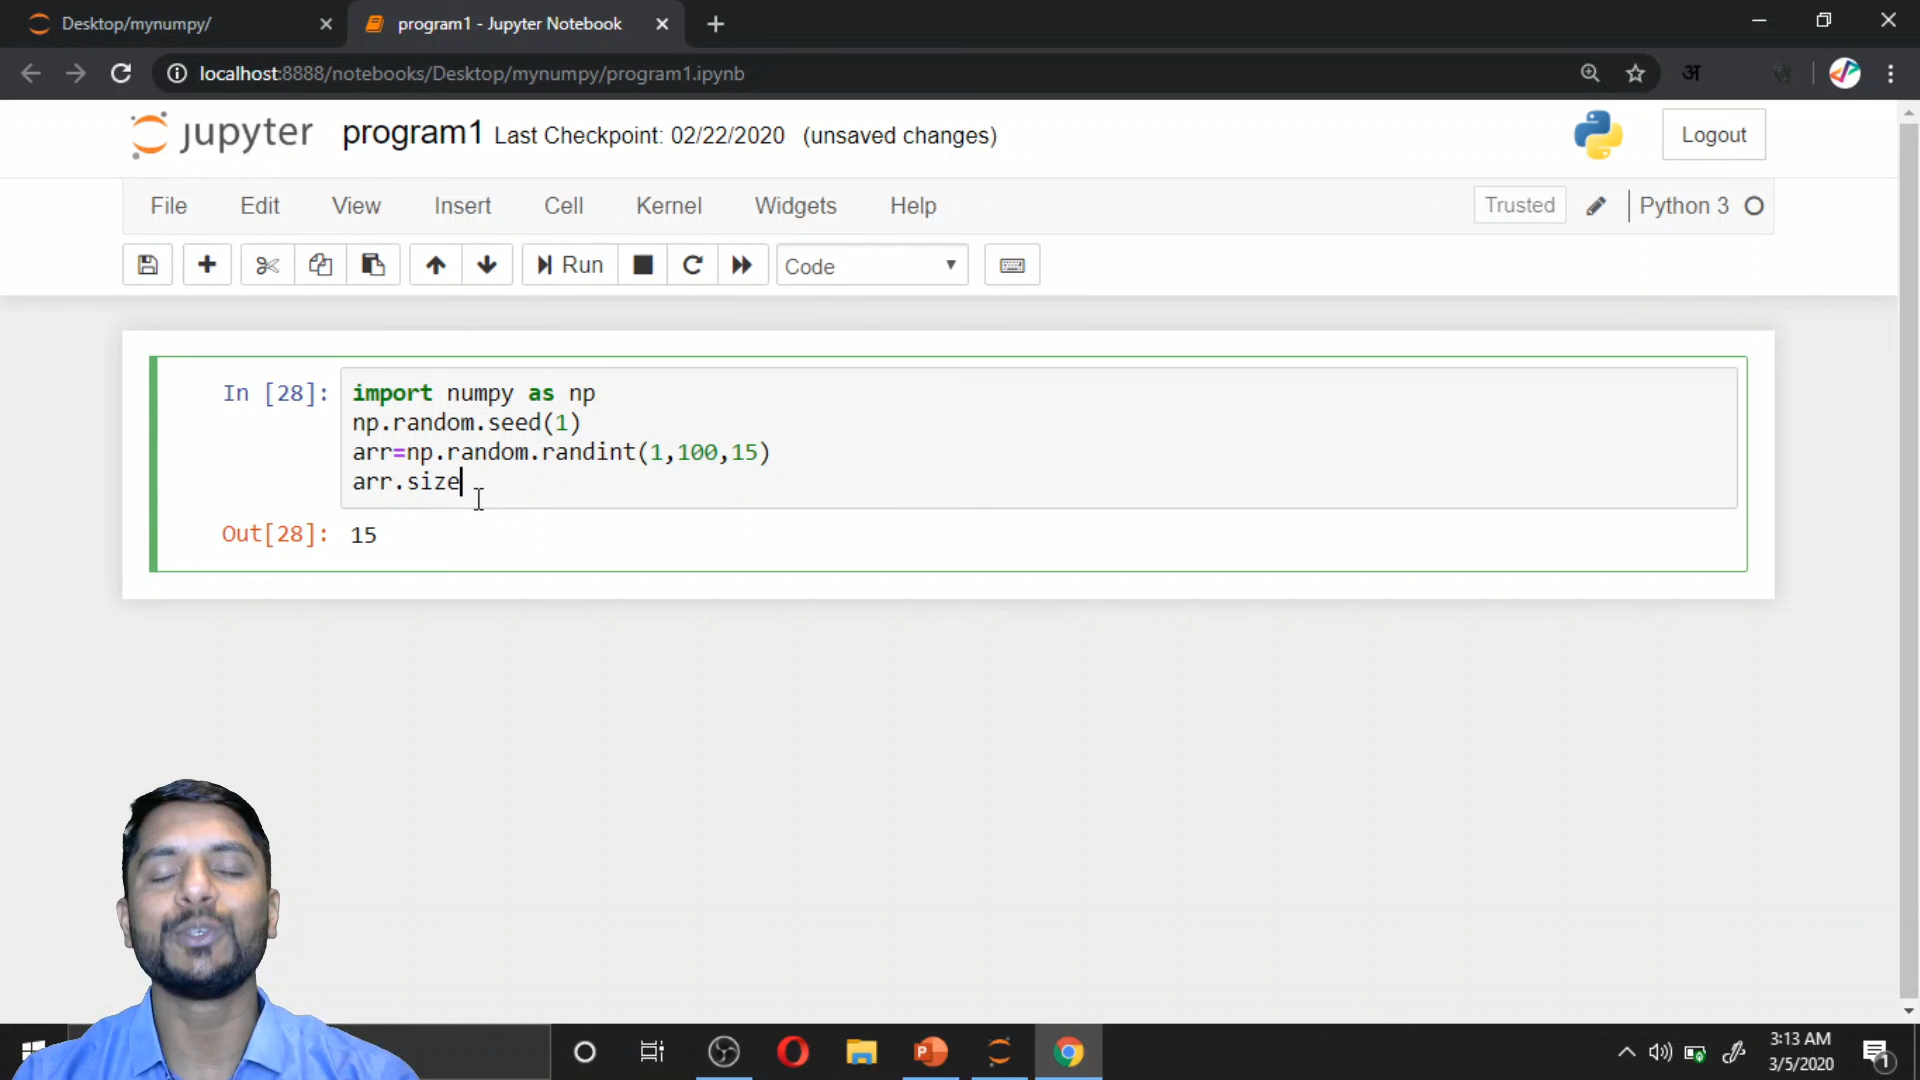 Desktop/mynumpy/
program1 - Jupyter Notebook
localhost:8888/notebooks/Desktop/mynumpy/program1.ipynb
अ
jupyter program1 Last Checkpoint: 02/22/2020 (unsaved changes)
Logout
File Edit View Insert Cell Kernel Widgets Help
Trusted Python 3
Run Code
In [28]: import numpy as np
np.random.seed(1)
arr=np.random.randint(1,100,15)
arr.size
Out[28]: 15
P
3:13 AM
3/5/2020
1